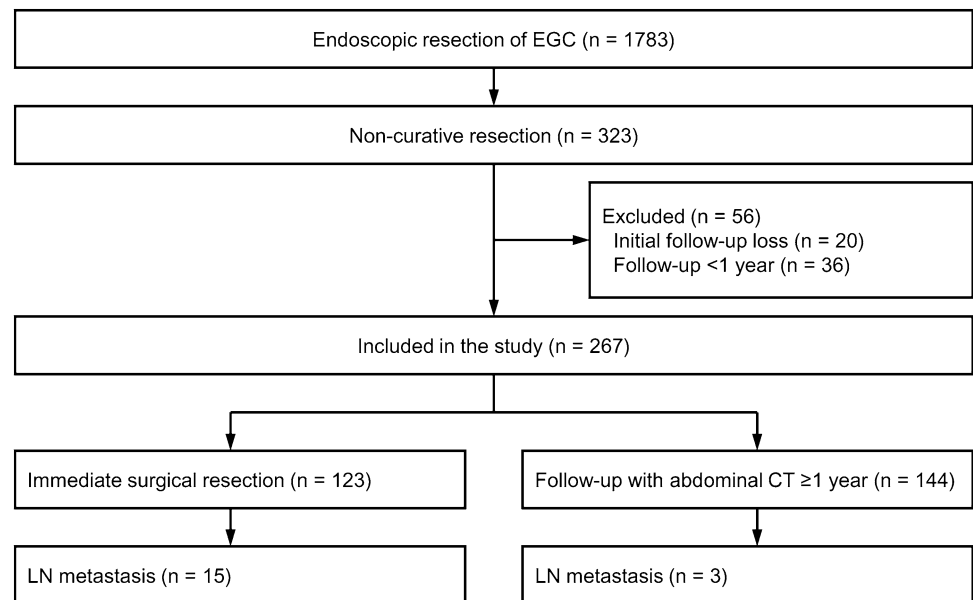 Endoscopic resection of EGC (n = 1783)
Non-curative resection (n = 323)
Excluded (n = 56)
Initial follow-up loss (n = 20)
Follow-up <1 year (n = 36)
Included in the study (n = 267)
Immediate surgical resection (n = 123)
Follow-up with abdominal CT ≥1 year (n = 144)
LN metastasis (n = 15)
LN metastasis (n = 3)